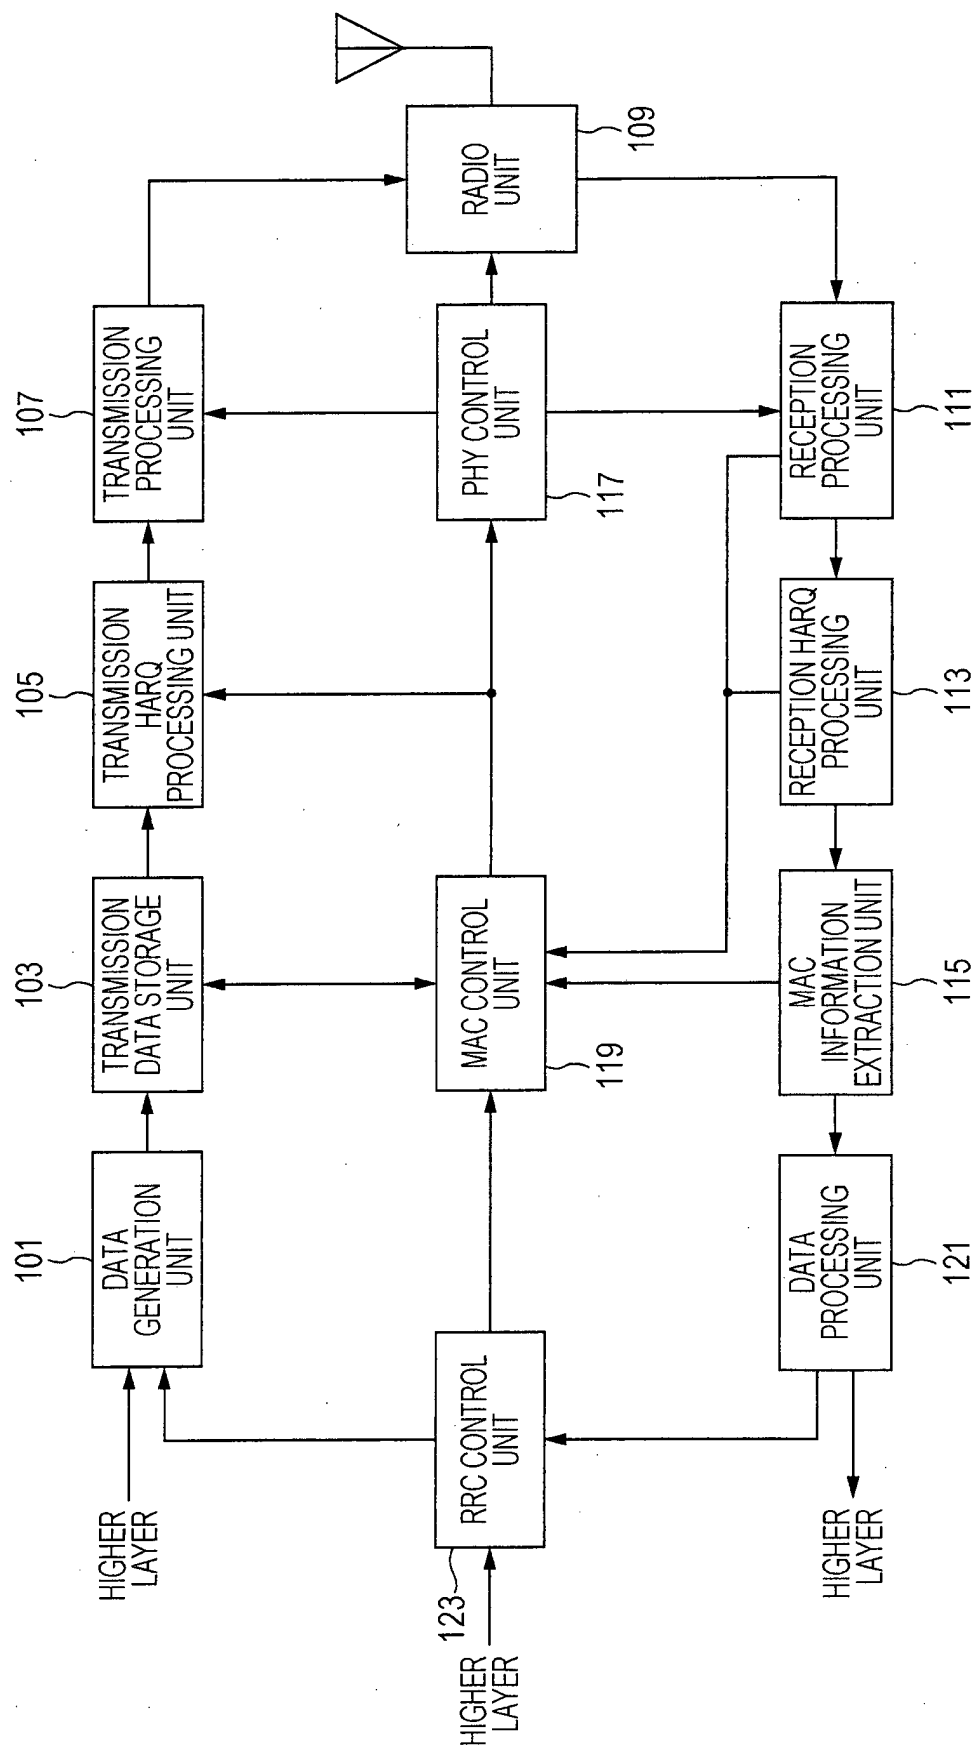 101
103
105
107
HIGHER
LAYER
DATA
GENERATION
UNIT
TRANSMISSION
DATA STORAGE
UNIT
TRANSMISSION
HARQ
PROCESSING UNIT
TRANSMISSION
PROCESSING
UNIT
123
HIGHER
LAYER
RRC CONTROL
UNIT
MAC CONTROL
UNIT
119
PHY CONTROL
UNIT
117
RADIO
UNIT
109
HIGHER
LAYER
DATA
PROCESSING
UNIT
MAC
INFORMATION
EXTRACTION UNIT
RECEPTION HARQ
PROCESSING
UNIT
RECEPTION
PROCESSING
UNIT
121
115
113
111